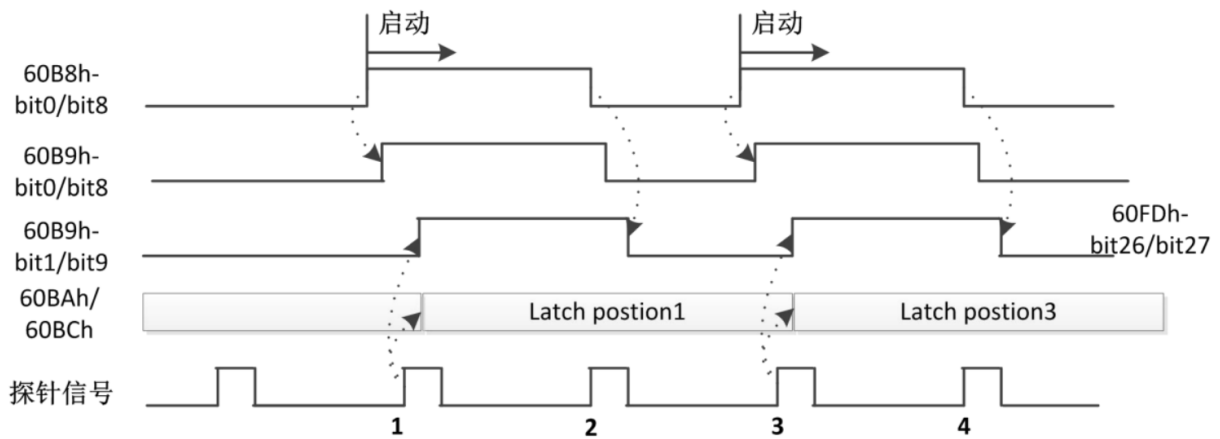 启动
启动
60B8h-
bit0/bit8
60B9h-
bit0/bit8
60B9h-
bit1/bit9
60FDh-
bit26/bit27
60BAh/
60BCh
Latch postion1
Latch postion3
探针信号
1
2
3
4